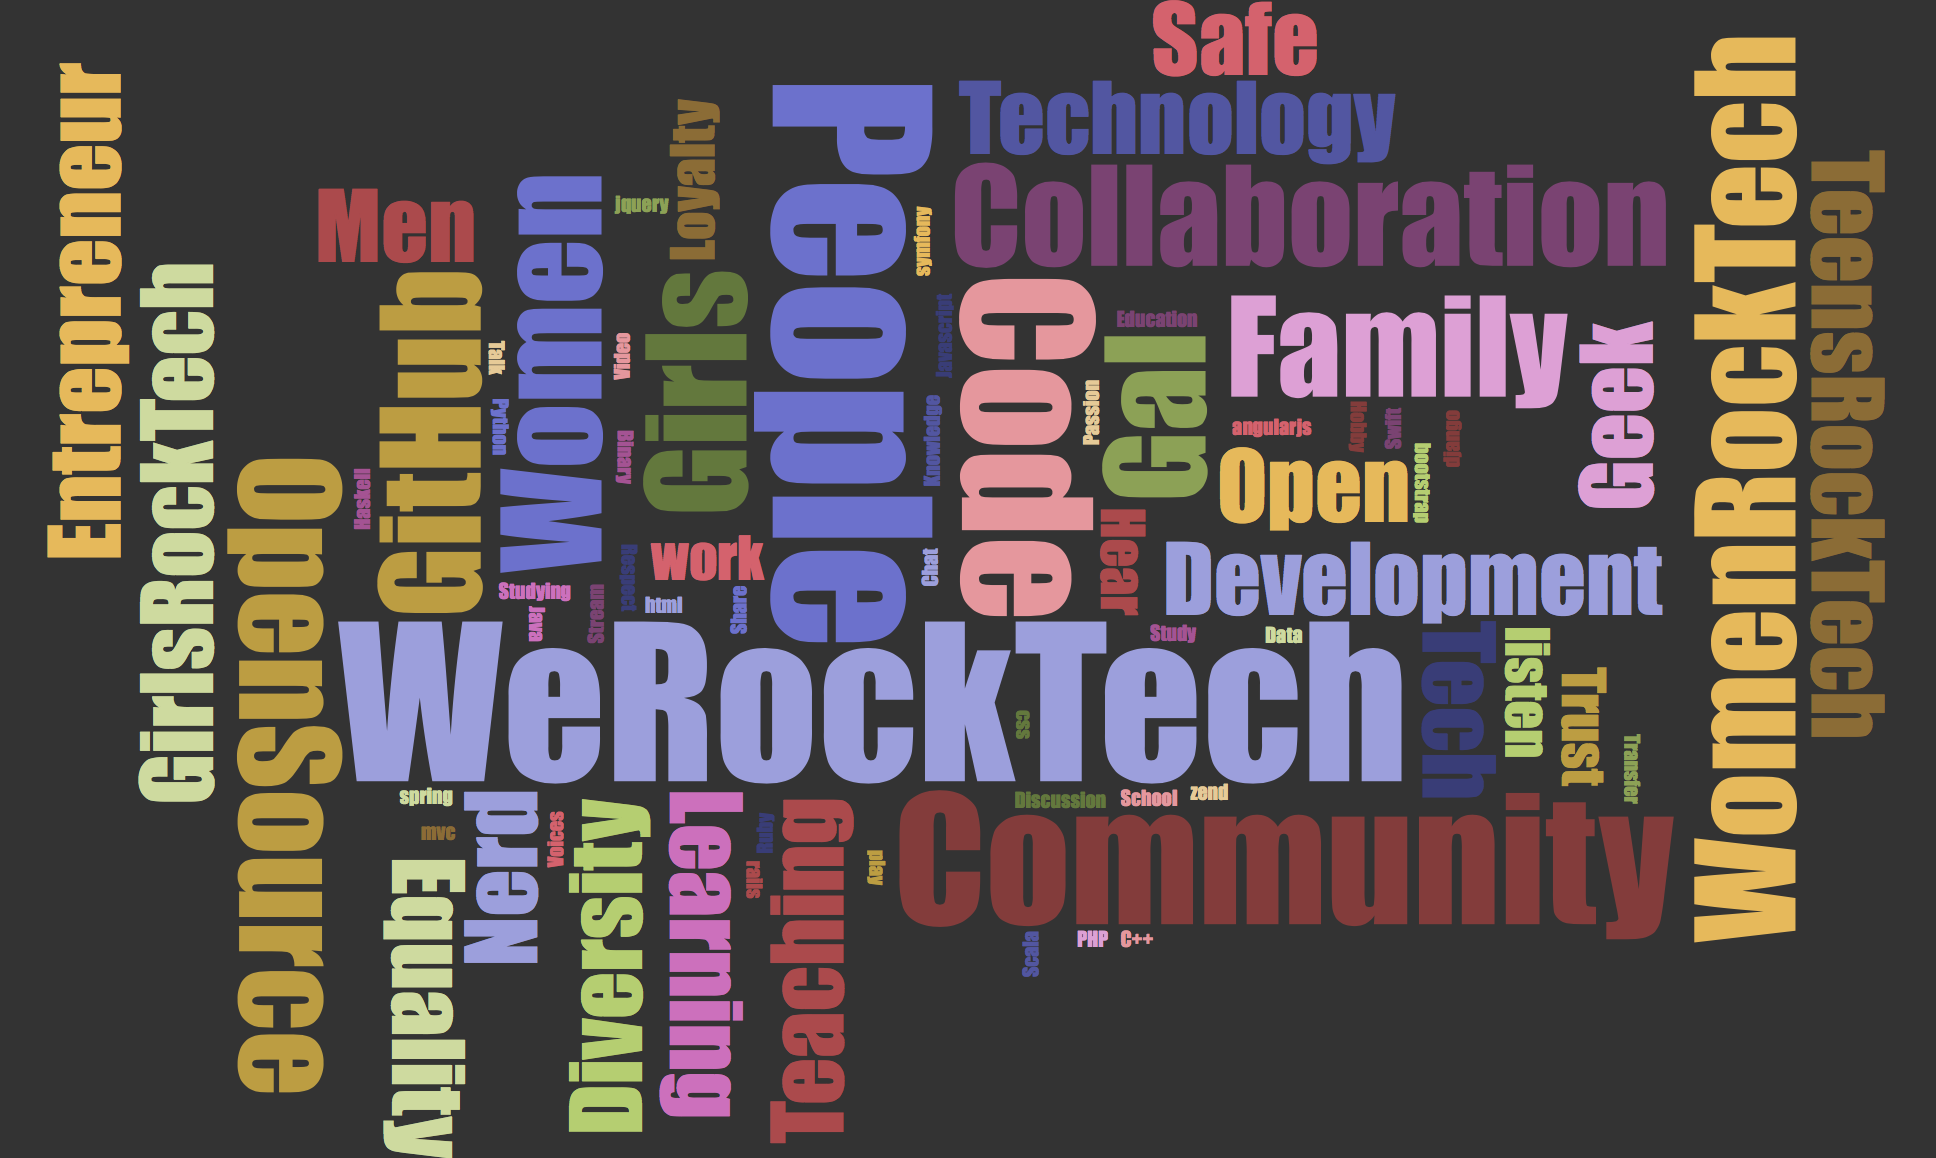 Safe
Technology
Collaboration
Entrepreneur
GirlsRockTech
OpenSource
Men
GitHub
Women
jquery
Loyalty
Girls
People
symfony
Javascript
Knowledge
Chat
Code
Education
Gal
Passion
Family
Geek
WomenRockTech
TeensRockTech
Talk
Python
Video
Binary
Haskell
angularjs
Hobby
Swift
django
bootstrap
Open
Hear
Development
work
Respect
Studying
Java
Stream
html
Share
WeRockTech
css
Study
Data
Tech
listen
Trust
Transfer
spring
mvc
Nerd
Voices
Equality
Diversity
Learning
Ruby
rails
Teaching
play
Discussion
School
zend
Community
Scala
PHP
C++